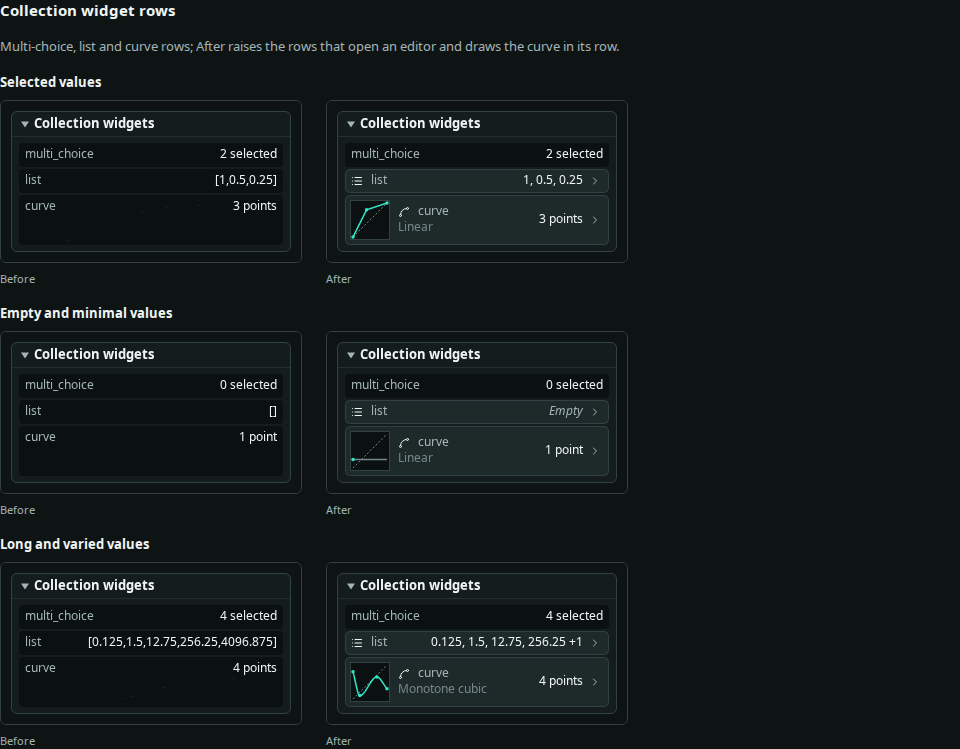 Collection widget rows
Multi-choice, list and curve rows; After raises the rows that open an editor and draws the curve in its row.
Selected values
Collection widgets
multi_choice 2 selected
list [1,0.5,0.25]
curve 3 points
Before
Collection widgets
multi_choice 2 selected
list 1, 0.5, 0.25
curve
Linear
3 points
After
Empty and minimal values
Collection widgets
multi_choice 0 selected
list []
curve 1 point
Before
Collection widgets
multi_choice 0 selected
list Empty
curve
Linear
1 point
After
Long and varied values
Collection widgets
multi_choice 4 selected
list [0.125,1.5,12.75,256.25,4096.875]
curve 4 points
Before
Collection widgets
multi_choice 4 selected
list 0.125, 1.5, 12.75, 256.25 +1
curve
Monotone cubic
4 points
After